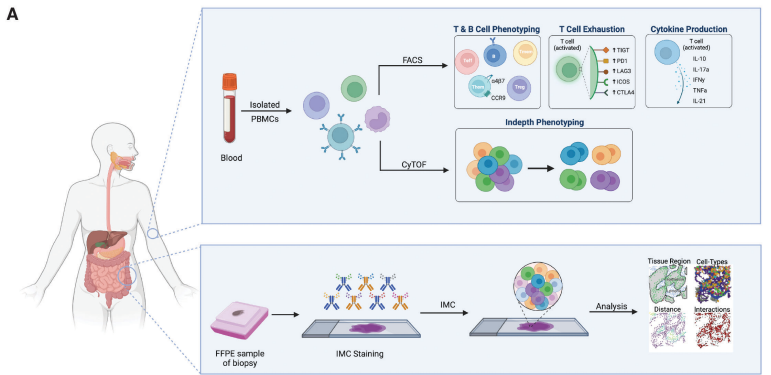 A
T & B Cell Phenotyping
T Cell Exhaustion
Cytokine Production
FACS
B
α4β7
CCR9
Treg
T cell
(activated)
↑TIGT
↑PD1
↑LAG3
↑ICOS
↑CTLA4
T cell
(activated)
IL-10
IL-17a
IFNγ
TNFa
IL-21
Isolated
PBMCs
Blood
Indepth Phenotyping
CyTOF
FFPE sample
of biopsy
IMC Staining
IMC
Analysis
Tissue Region
Cell-Types
Distance
Interactions